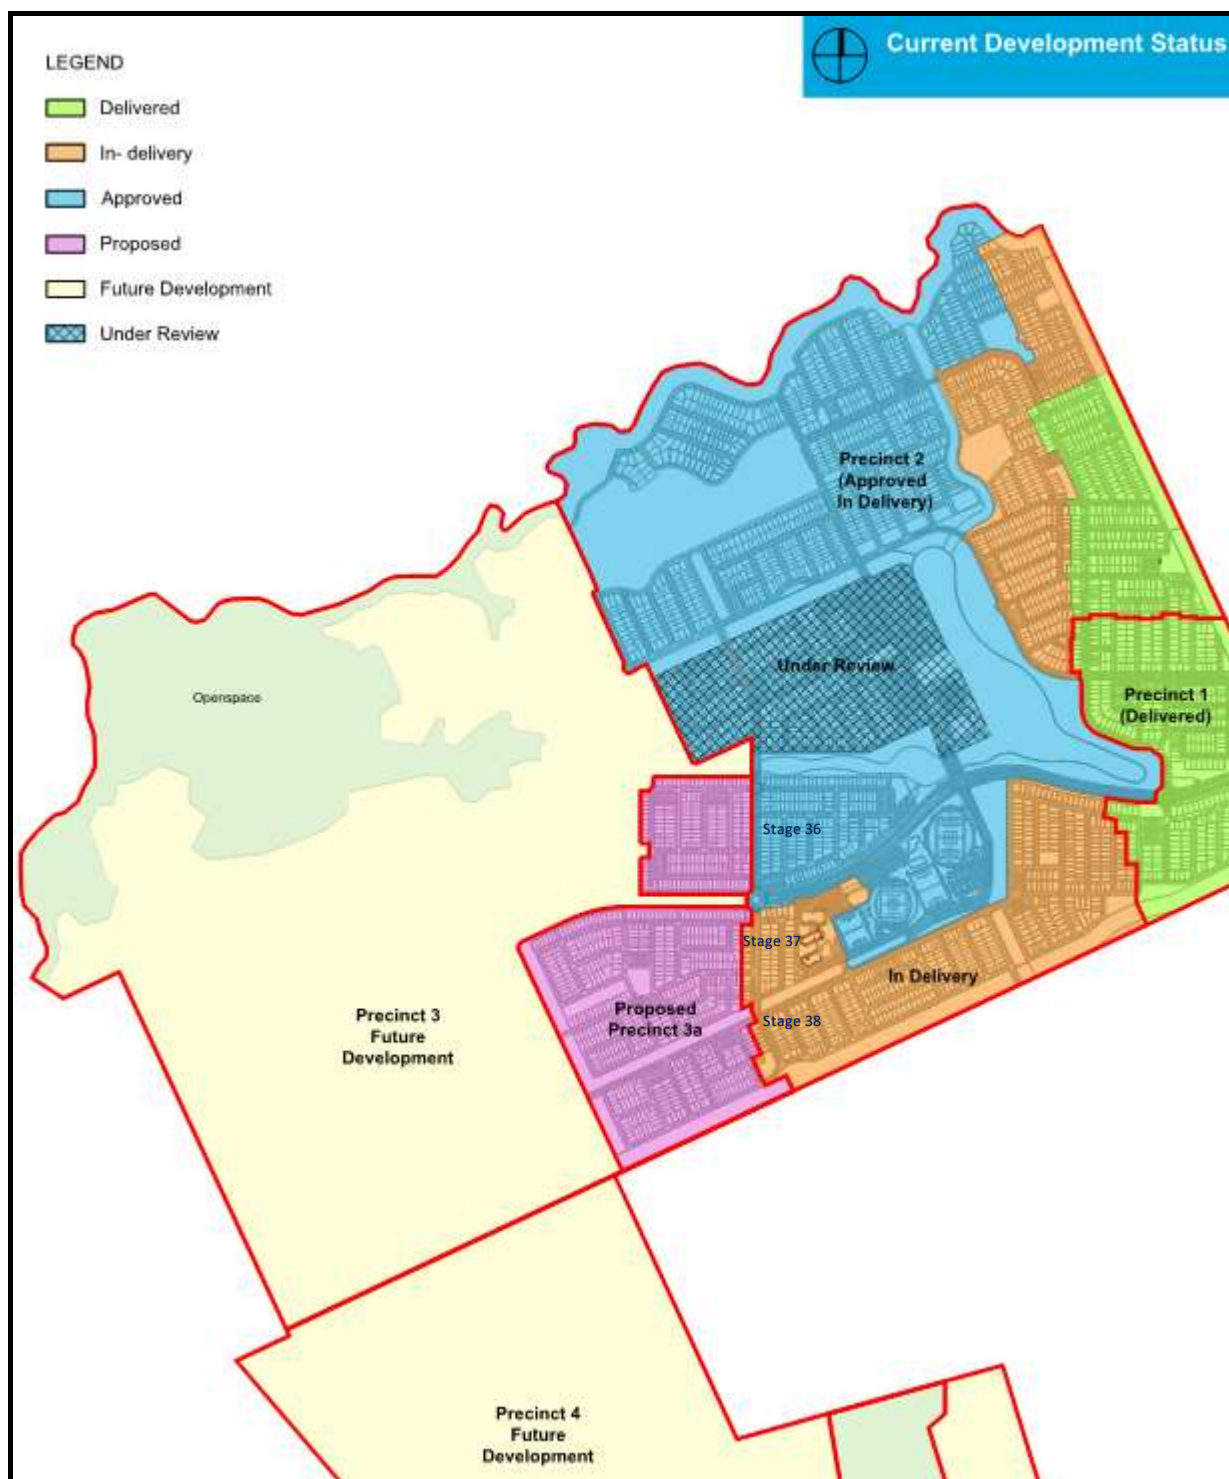 Current Development Status
LEGEND
Delivered
In- delivery
Approved
Proposed
Future Development
Under Review
Precinct 2
(Approved
In Delivery)
Under Review
Openspace
Precinct 1
(Delivered)
Stage 36
Stage 37
In Delivery
Stage 38
Proposed
Precinct 3a
Precinct 3
Future
Development
Precinct 4
Future
Development